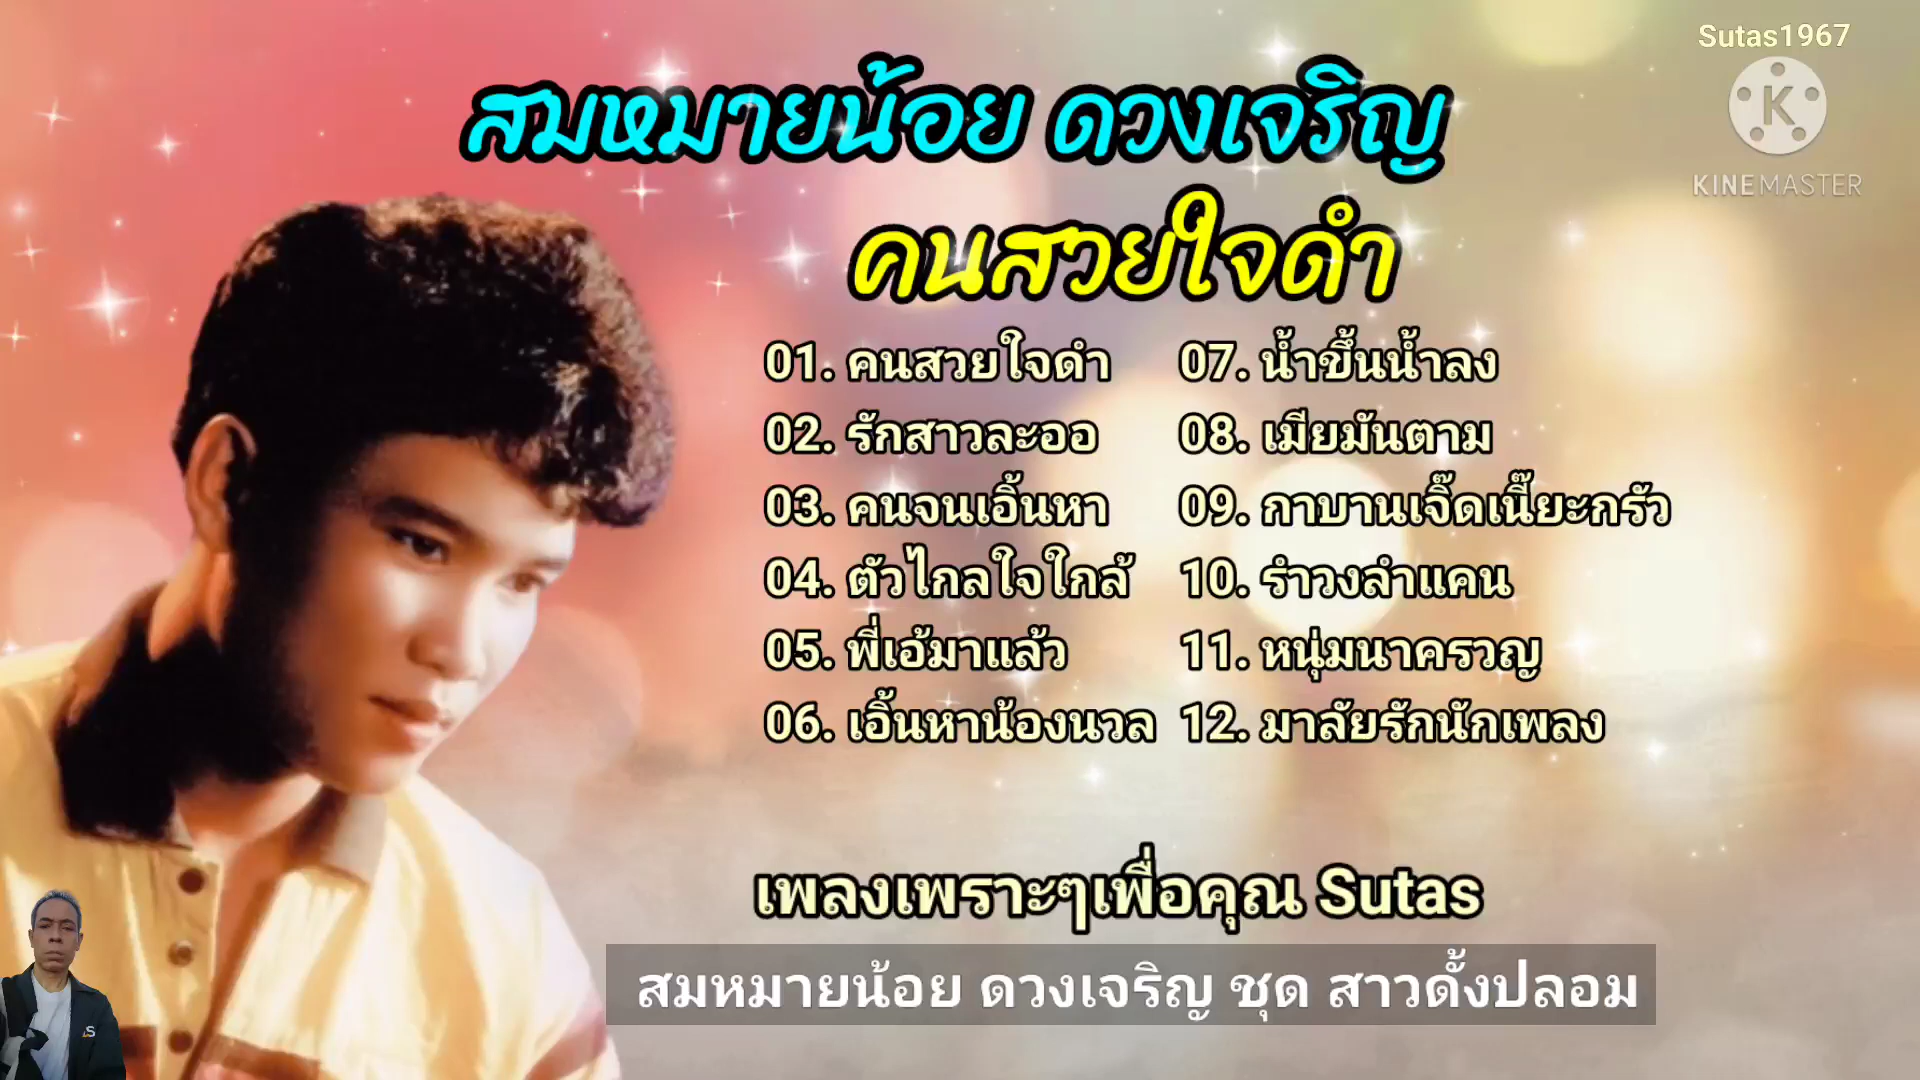 Sutas1967
KINEMASTER
สมหมายน้อย ดวงเจริญ
คนสวยใจดำ
01. คนสวยใจดำ
02. รักสาวละออ
03. คนจนเอิ้นหา
04. ตัวไกลใจใกล้
05. พี่เอ้มาแล้ว
06. เอิ้นหาน้องนวล
07. น้ำขึ้นน้ำลง
08. เมียมันตาม
09. กาบานเจิ๊ดเนี๊ยะกรัว
10. รำวงลำแคน
11. หนุ่มนาครวญ
12. มาลัยรักนักเพลง
เพลงเพราะๆเพื่อคุณ Sutas
สมหมายน้อย ดวงเจริญ ชุด สาวดั้งปลอม